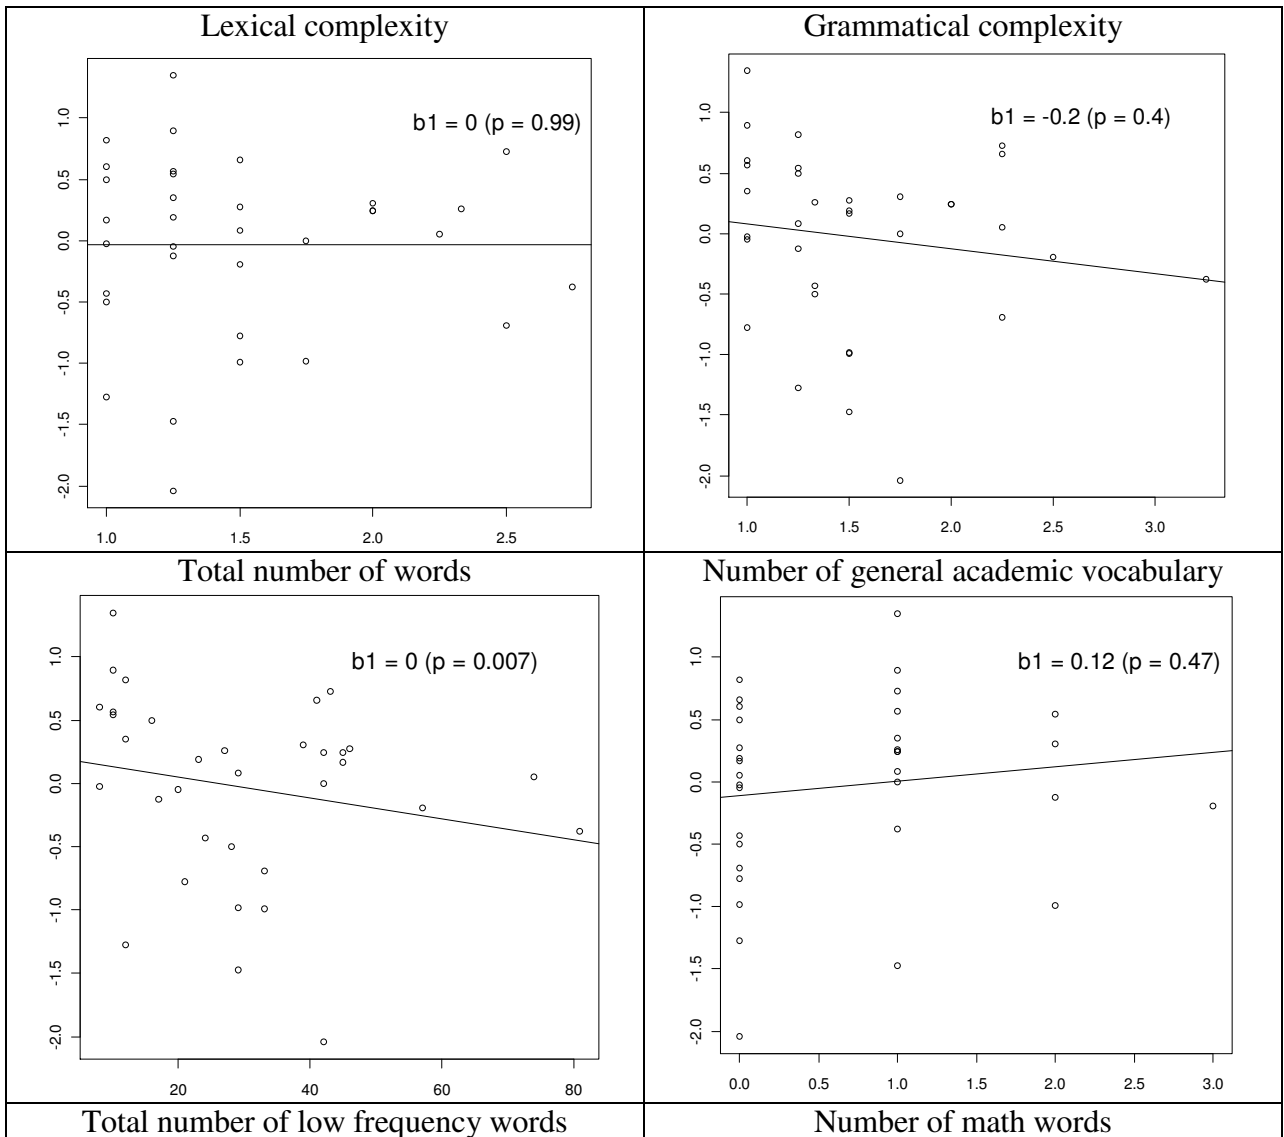 Lexical complexity
b1 = 0 (p = 0.99)
1.0
0.5
0.0
-0.5
-1.0
-1.5
-2.0
1.0 1.5 2.0 2.5
Grammatical complexity
b1 = -0.2 (p = 0.4)
1.0
0.5
0.0
-0.5
-1.0
-1.5
-2.0
1.0 1.5 2.0 2.5 3.0
Total number of words
b1 = 0 (p = 0.007)
1.0
0.5
0.0
-0.5
-1.0
-1.5
-2.0
20 40 60 80
Number of general academic vocabulary
b1 = 0.12 (p = 0.47)
1.0
0.5
0.0
-0.5
-1.0
-1.5
-2.0
0.0 0.5 1.0 1.5 2.0 2.5 3.0
Total number of low frequency words
Number of math words